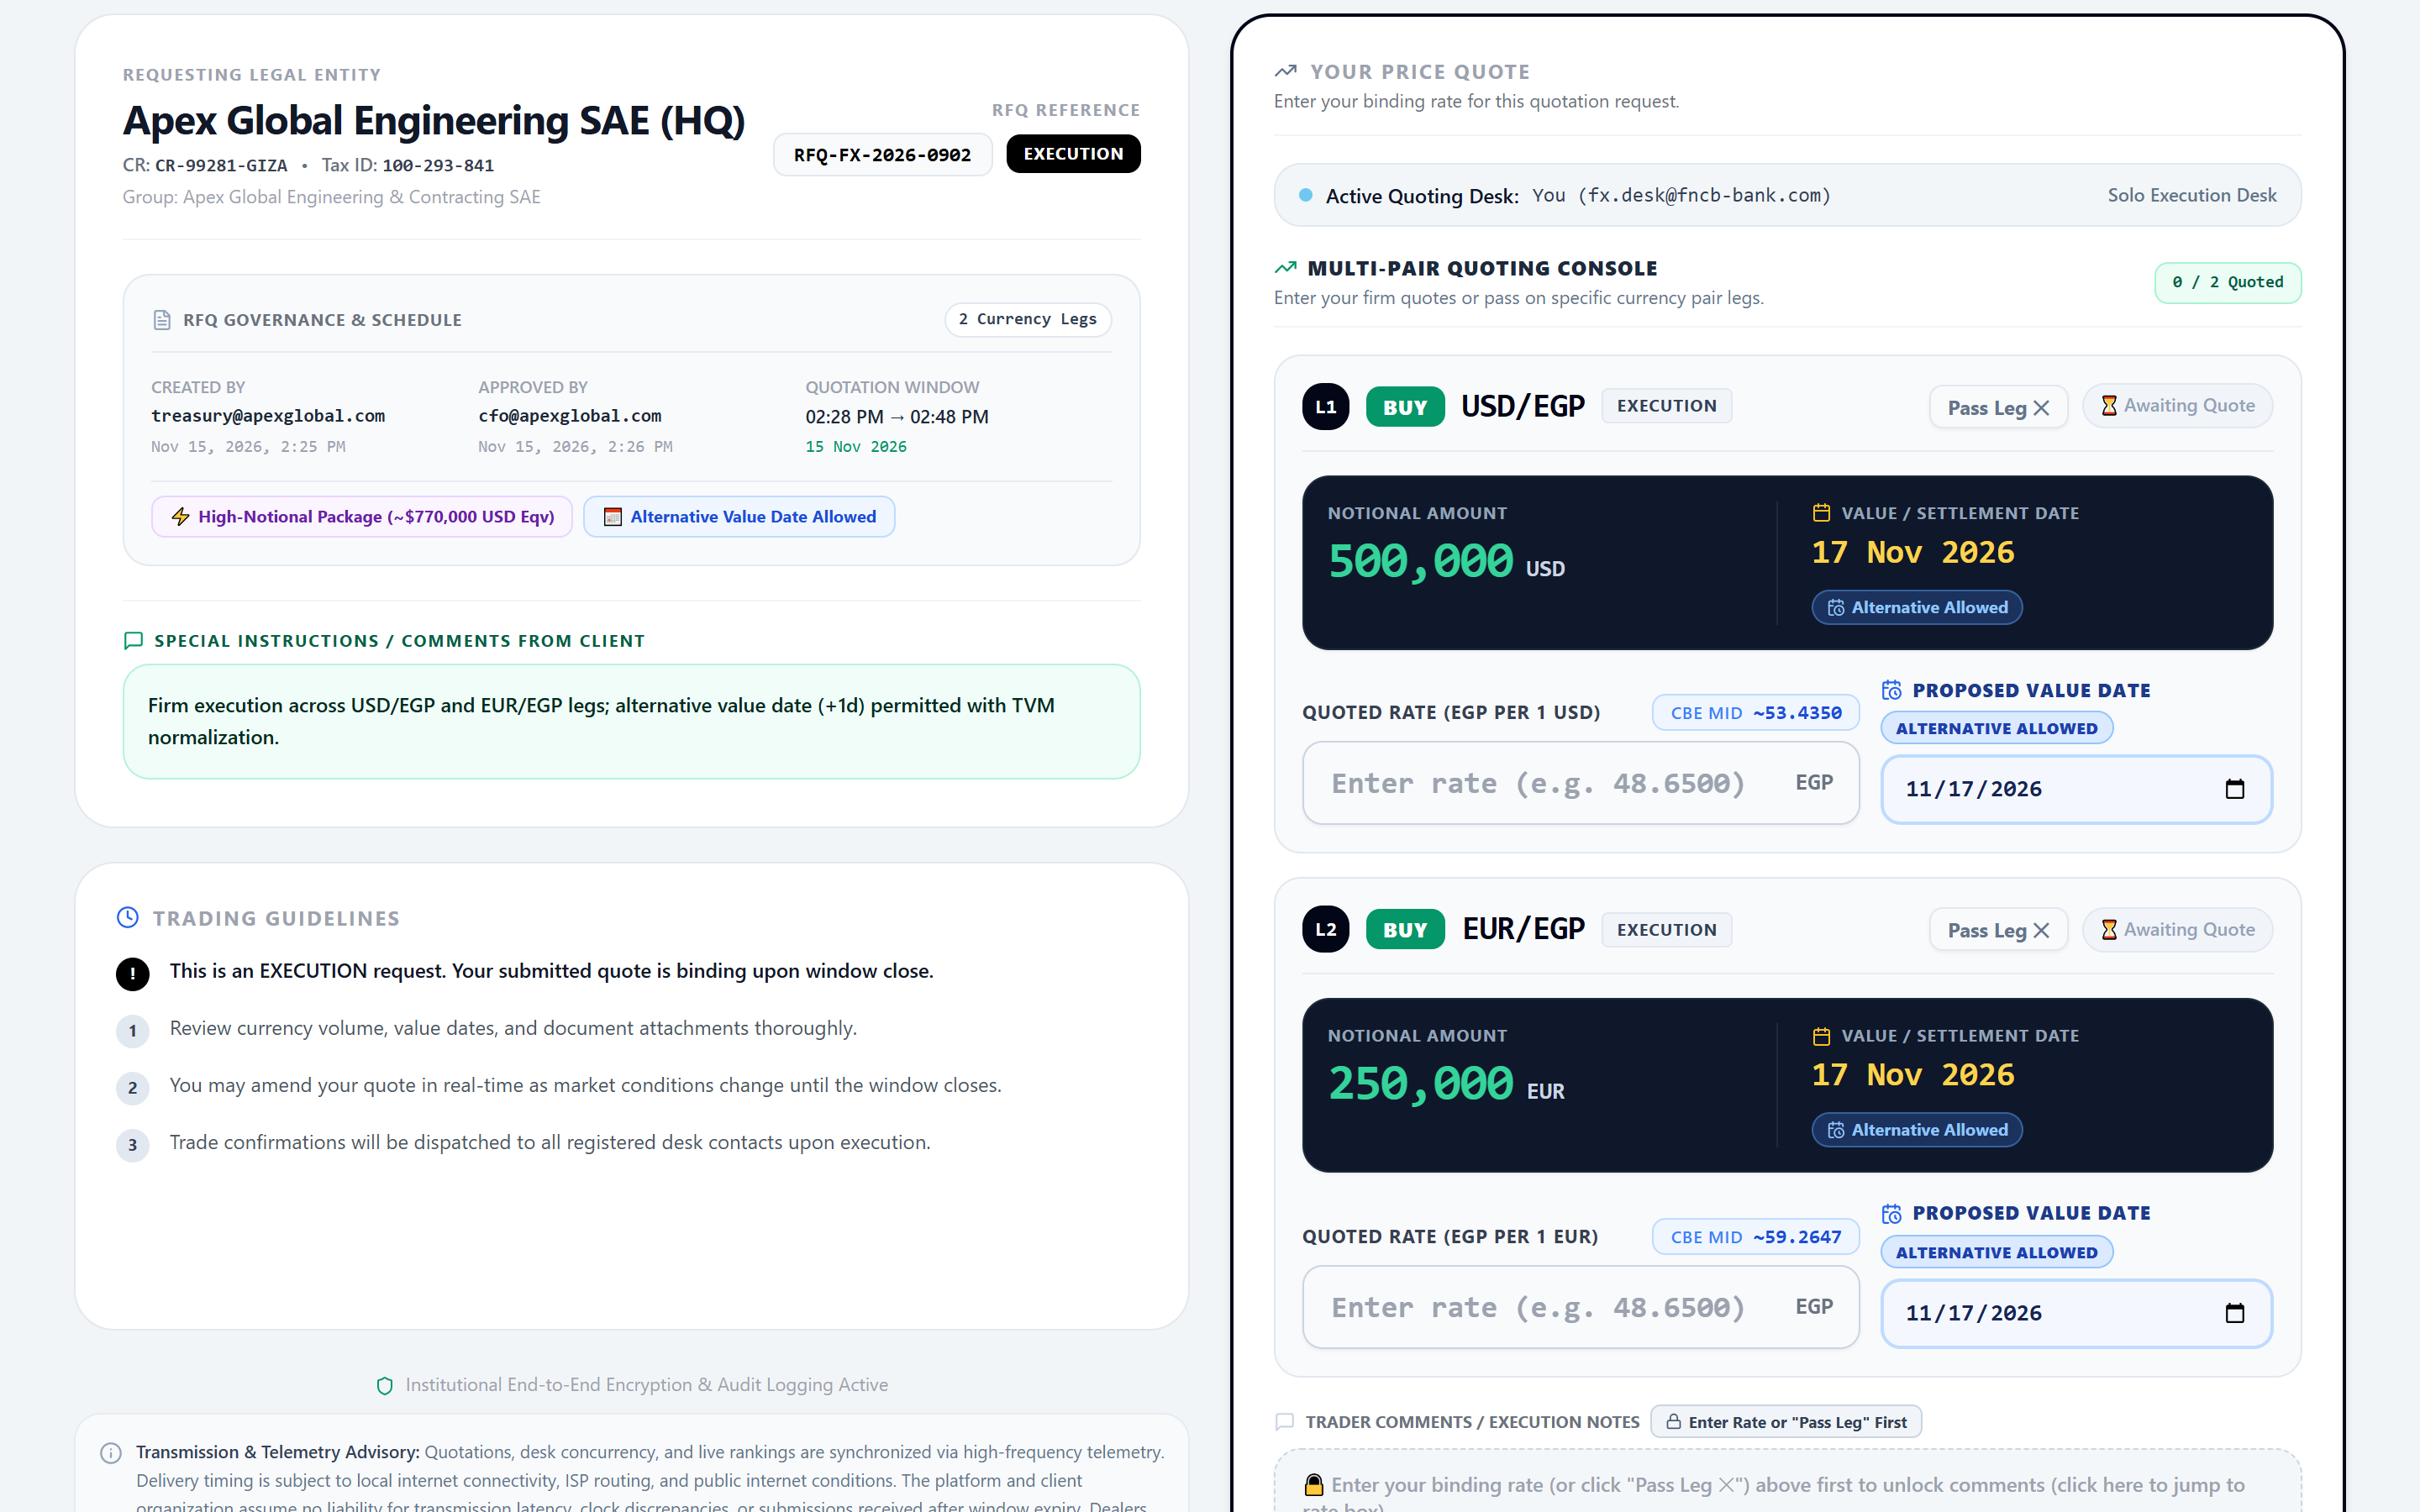 REQUESTING LEGAL ENTITY
Apex Global Engineering SAE (HQ)
CR: CR-99281-GIZA • Tax ID: 100-293-841
Group: Apex Global Engineering & Contracting SAE
RFQ REFERENCE
RFQ-FX-2026-0902 EXECUTION
RFQ GOVERNANCE & SCHEDULE 2 Currency Legs
CREATED BY APPROVED BY QUOTATION WINDOW
treasury@apexglobal.com cfo@apexglobal.com 02:28 PM → 02:48 PM
Nov 15, 2026, 2:25 PM Nov 15, 2026, 2:26 PM 15 Nov 2026
⚡ High-Notional Package (~$770,000 USD Eqv) 📅 Alternative Value Date Allowed
SPECIAL INSTRUCTIONS / COMMENTS FROM CLIENT
Firm execution across USD/EGP and EUR/EGP legs; alternative value date (+1d) permitted with TVM
normalization.
TRADING GUIDELINES
! This is an EXECUTION request. Your submitted quote is binding upon window close.
1 Review currency volume, value dates, and document attachments thoroughly.
2 You may amend your quote in real-time as market conditions change until the window closes.
3 Trade confirmations will be dispatched to all registered desk contacts upon execution.
Institutional End-to-End Encryption & Audit Logging Active
Transmission & Telemetry Advisory: Quotations, desk concurrency, and live rankings are synchronized via high-frequency telemetry.
Delivery timing is subject to local internet connectivity, ISP routing, and public internet conditions. The platform and client
organization assume no liability for transmission latency, clock discrepancies, or submissions received after window expiry. Dealers
YOUR PRICE QUOTE
Enter your binding rate for this quotation request.
Active Quoting Desk: You (fx.desk@fncb-bank.com) Solo Execution Desk
MULTI-PAIR QUOTING CONSOLE
Enter your firm quotes or pass on specific currency pair legs.
0 / 2 Quoted
L1 BUY USD/EGP EXECUTION Pass Leg ✕ ⏳ Awaiting Quote
NOTIONAL AMOUNT
500,000 USD
VALUE / SETTLEMENT DATE
17 Nov 2026
Alternative Allowed
QUOTED RATE (EGP PER 1 USD) CBE MID ~53.4350
Enter rate (e.g. 48.6500) EGP
PROPOSED VALUE DATE
ALTERNATIVE ALLOWED
11/17/2026
L2 BUY EUR/EGP EXECUTION Pass Leg ✕ ⏳ Awaiting Quote
NOTIONAL AMOUNT
250,000 EUR
VALUE / SETTLEMENT DATE
17 Nov 2026
Alternative Allowed
QUOTED RATE (EGP PER 1 EUR) CBE MID ~59.2647
Enter rate (e.g. 48.6500) EGP
PROPOSED VALUE DATE
ALTERNATIVE ALLOWED
11/17/2026
TRADER COMMENTS / EXECUTION NOTES Enter Rate or "Pass Leg" First
🔒 Enter your binding rate (or click "Pass Leg ✕") above first to unlock comments (click here to jump to
rate box)